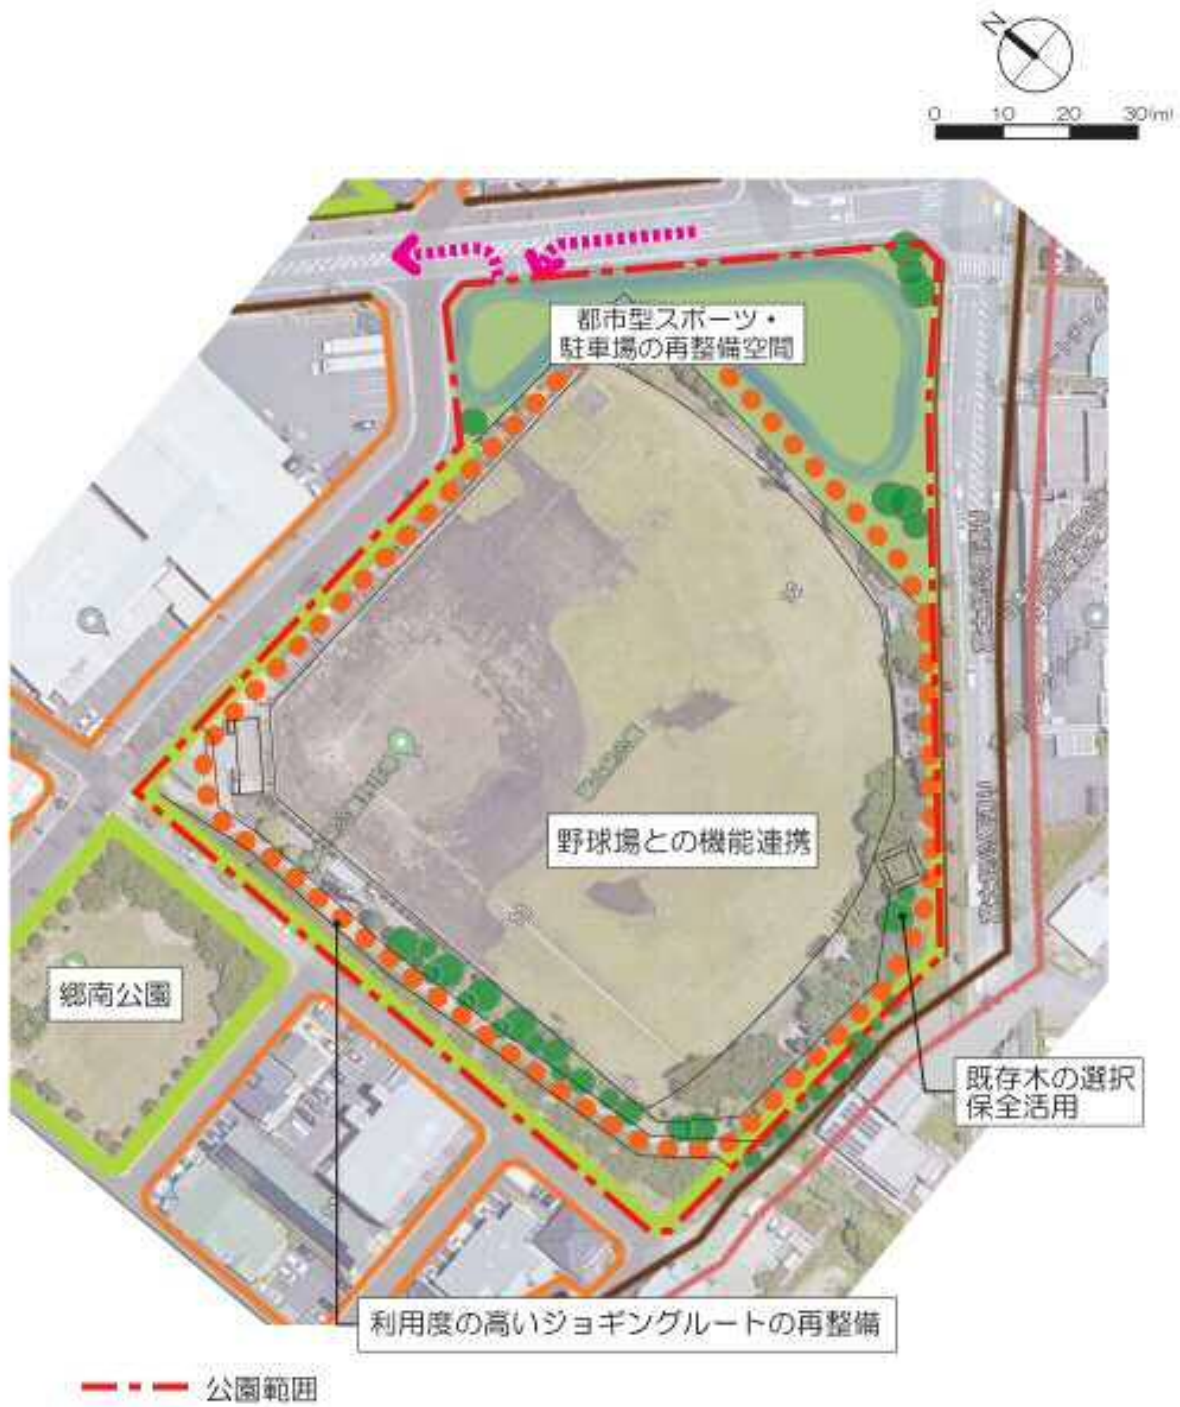 N
0 10 20 30(m)
都市型スポーツ・
駐車場の再整備空間
野球場との機能連携
郷南公園
既存木の選択
保全活用
利用度の高いジョギングルートの再整備
公園範囲